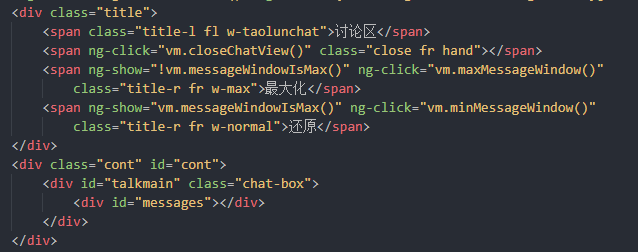 <div class="title">
<span class="title-l fl w-taolunchat">讨论区</span>
<span ng-click="vm.closeChatView()" class="close fr hand"></span>
<span ng-show="!vm.messageWindowIsMax()" ng-click="vm.maxMessageWindow()"
class="title-r fr w-max">最大化</span>
<span ng-show="vm.messageWindowIsMax()" ng-click="vm.minMessageWindow()"
class="title-r fr w-normal">还原</span>
</div>
<div class="cont" id="cont">
<div id="talkmain" class="chat-box">
<div id="messages"></div>
</div>
</div>